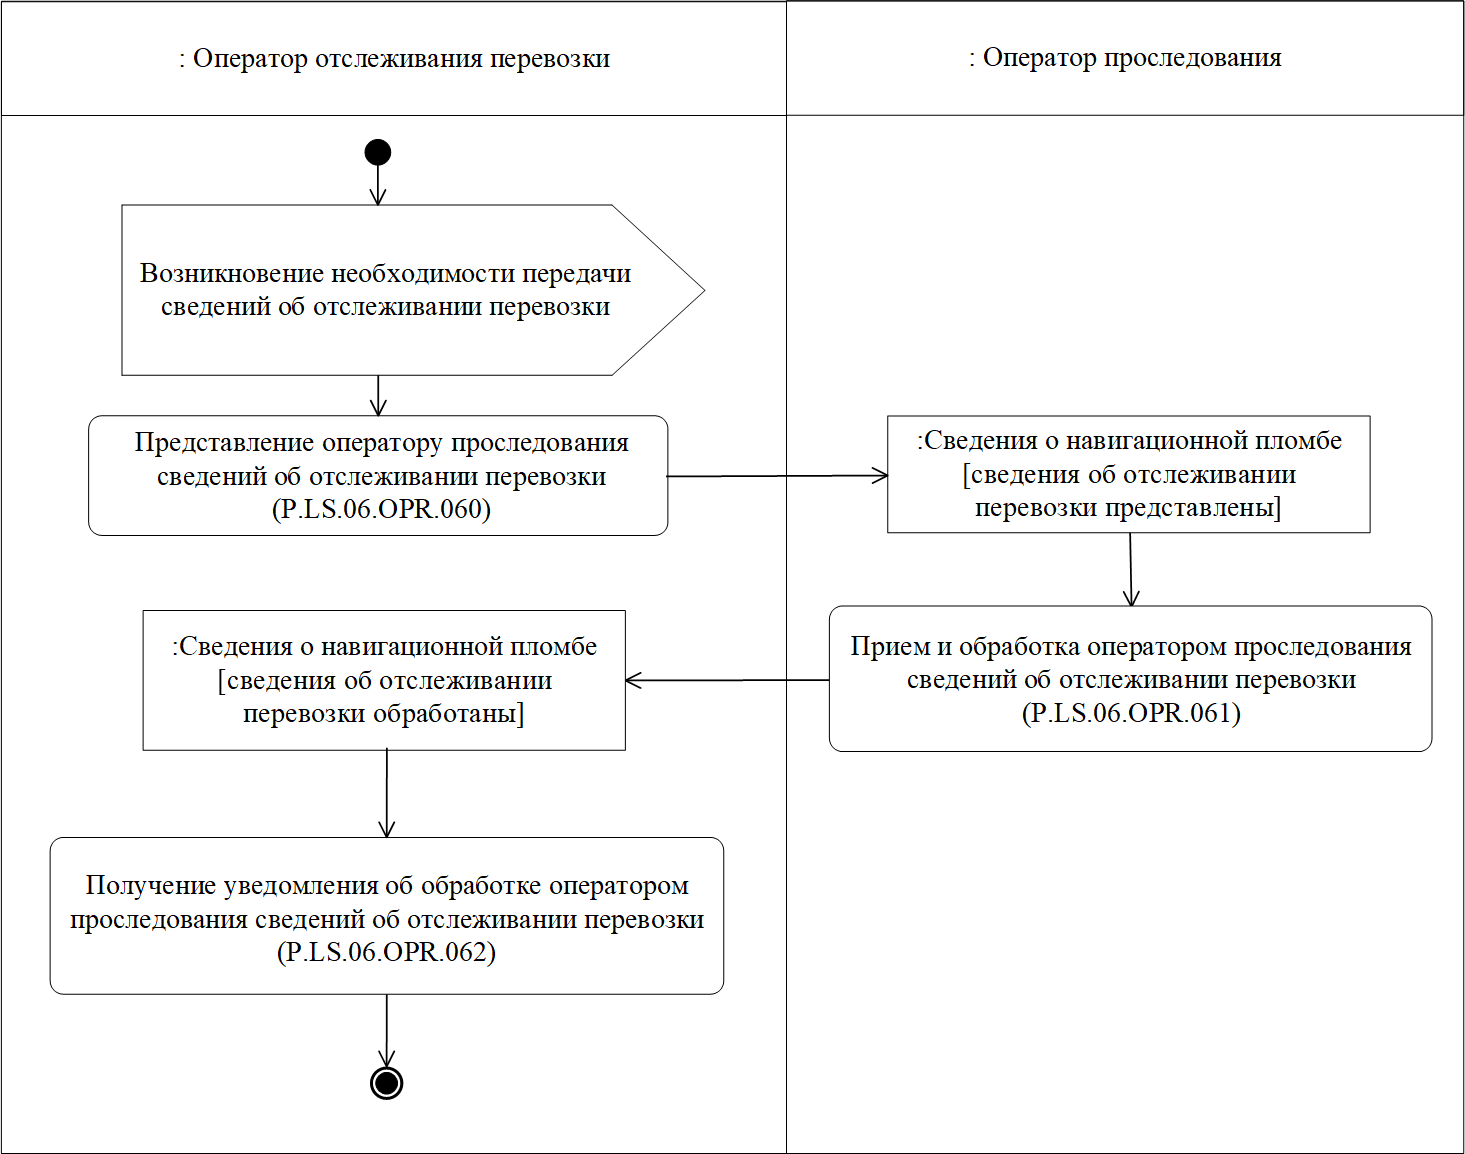 : Оператор отслеживания перевозки
: Оператор проследования
Возникновение необходимости передачи
сведений об отслеживании перевозки
Представление оператору проследования
сведений об отслеживании перевозки
(P.LS.06.OPR.060)
:Сведения о навигационной пломбе
[сведения об отслеживании
перевозки представлены]
:Сведения о навигационной пломбе
[сведения об отслеживании
перевозки обработаны]
Прием и обработка оператором проследования
сведений об отслеживании перевозки
(P.LS.06.OPR.061)
Получение уведомления об обработке оператором
проследования сведений об отслеживании перевозки
(P.LS.06.OPR.062)